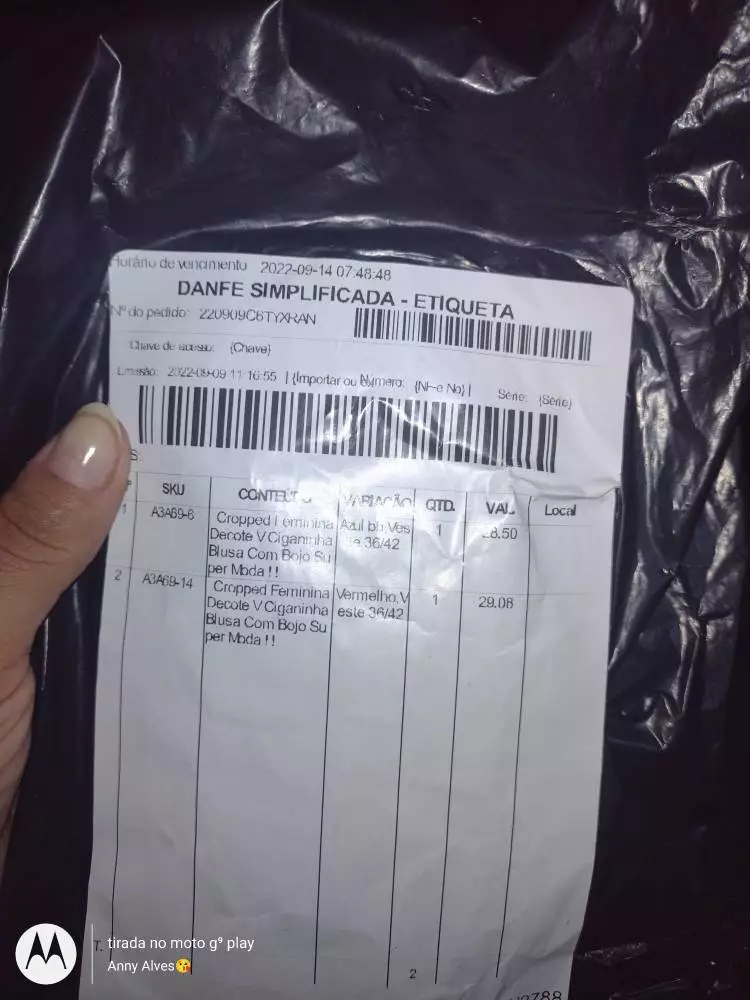 Horário de vencimento 2022-09-14 07:48:48
DANFE SIMPLIFICADA - ETIQUETA
Nº do pedido: 220909C6TYXRAN
Chave de acesso: {Chave}
Emissão: 2022-09-09 11:16:55 | {Importar ou Número: {NF-e No} | Série: {Série}
S:
SKU CONTEÚDO VARIAÇÃO QTD. VAL. Local
1 A3A69-6 Cropped Feminina Azul bb,Ves 1 28.50
Decote V Ciganinha te 36/42
Blusa Com Bojo Su
per Moda !!
2 A3A69-14 Cropped Feminina Vermelho,V 1 29.08
Decote V Ciganinha este 36/42
Blusa Com Bojo Su
per Moda !!
T. 2
tirada no moto g⁹ play
Anny Alves😘